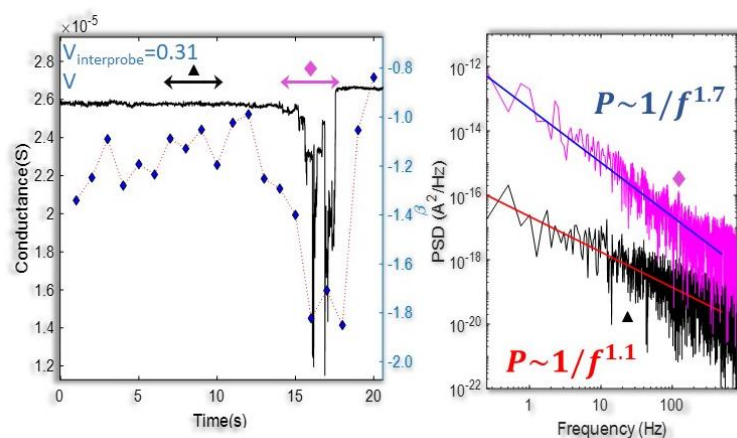 ×10⁻⁵
V_interprobe=0.31
V
2.8
2.6
2.4
2.2
2.0
1.8
1.6
1.4
1.2
Conductance(S)
0 5 10 15 20
Time(s)
-0.8
-1.0
-1.2
-1.4
-1.6
-1.8
-2.0
β
10⁻¹²
10⁻¹⁴
10⁻¹⁶
10⁻¹⁸
10⁻²⁰
10⁻²²
PSD (A²/Hz)
P~1/f¹·⁷
P~1/f¹·¹
1 10 100
Frequency (Hz)